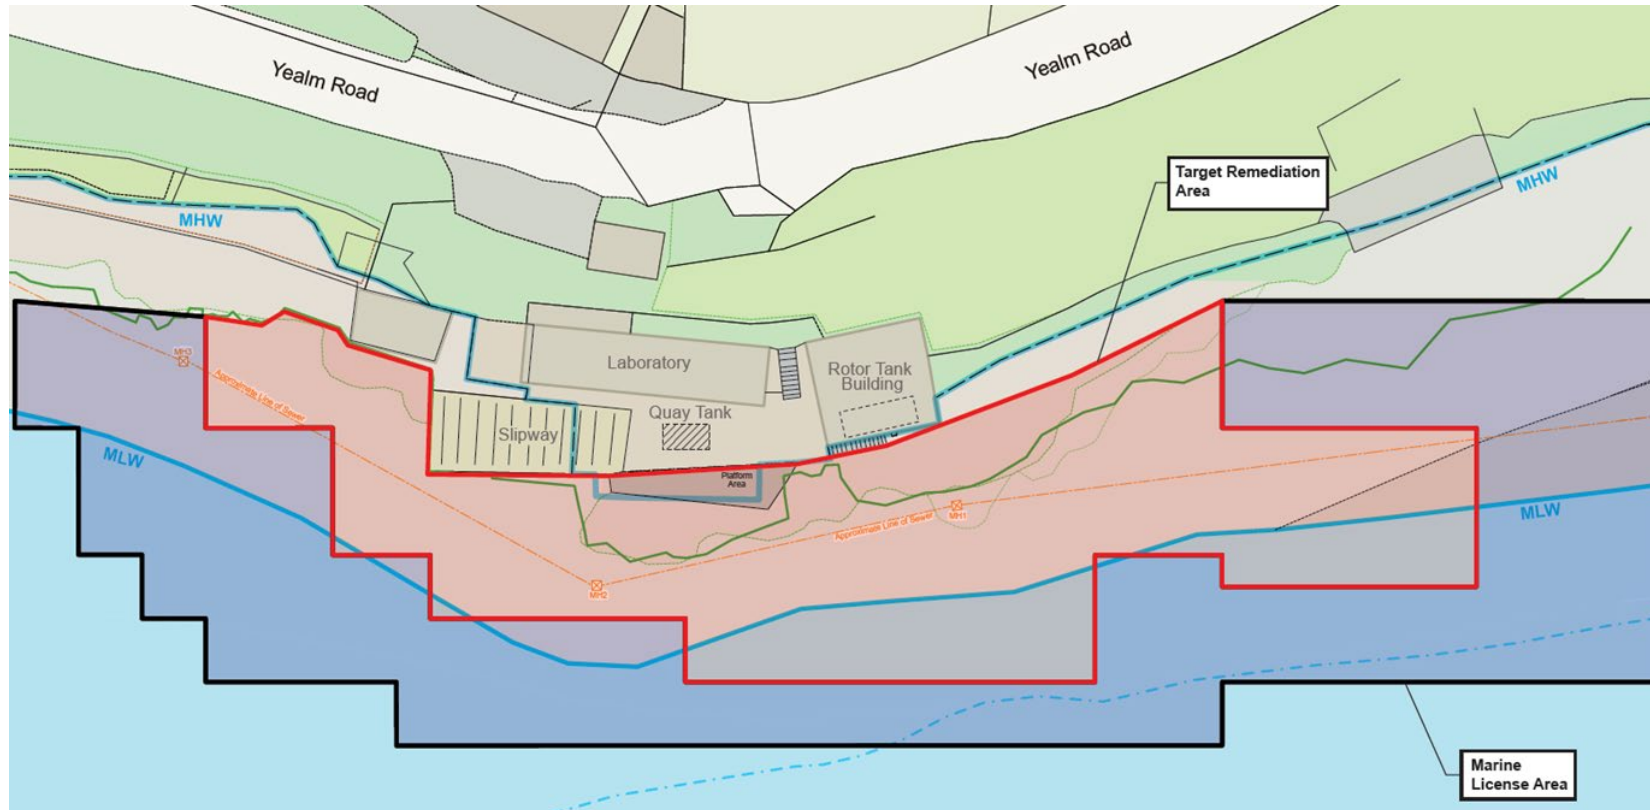 Yealm Road
Yealm Road
Target Remediation
Area
MHW
MHW
Laboratory
Rotor Tank
Building
MH3
Approximate Line of Sewer
Quay Tank
Slipway
MLW
Platform
Area
MH1
Approximate Line of Sewer
MLW
MH2
Marine
License Area